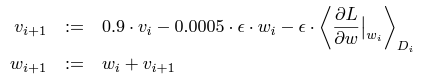 v_{i+1} := 0.9 · v_i − 0.0005 · ϵ · w_i − ϵ · ⟨ ∂L/∂w |_{w_i} ⟩_{D_i}
w_{i+1} := w_i + v_{i+1}